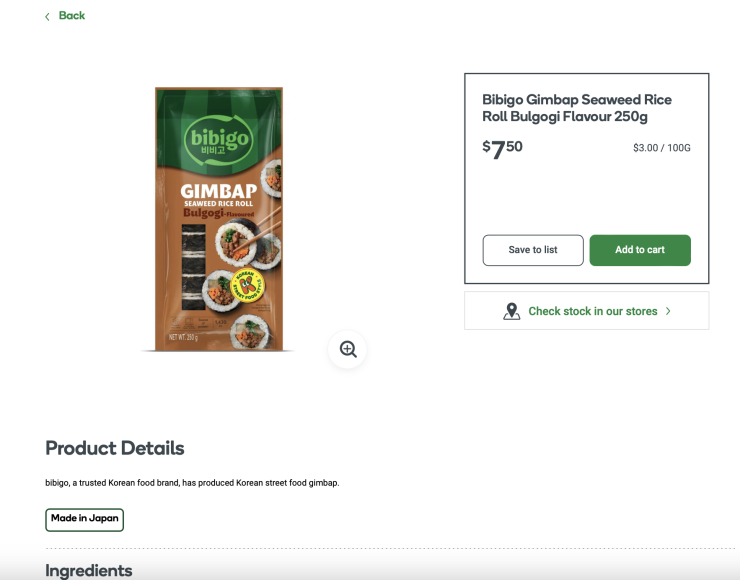 Back
bibigo
비비고
GIMBAP
SEAWEED RICE ROLL
Bulgogi-Flavoured
KOREAN
STREET FOOD STYLE
NET WT. 250 g
Bibigo Gimbap Seaweed Rice
Roll Bulgogi Flavour 250g
$750
$3.00 / 100G
Save to list
Add to cart
Check stock in our stores
Product Details
bibigo, a trusted Korean food brand, has produced Korean street food gimbap.
Made in Japan
Ingredients